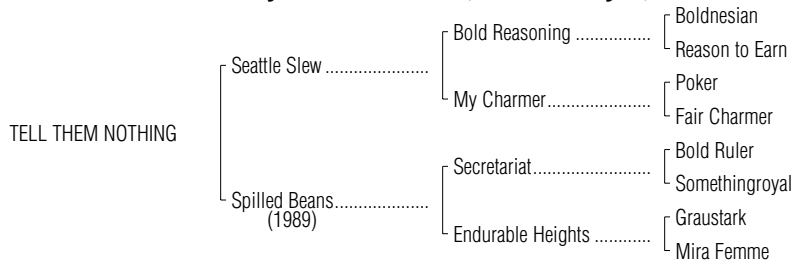 Boldnesian
Bold Reasoning ................
Reason to Earn
Seattle Slew ......................
Poker
My Charmer......................
Fair Charmer
TELL THEM NOTHING
Bold Ruler
Secretariat.........................
Somethingroyal
Spilled Beans....................
(1989)
Graustark
Endurable Heights ............
Mira Femme